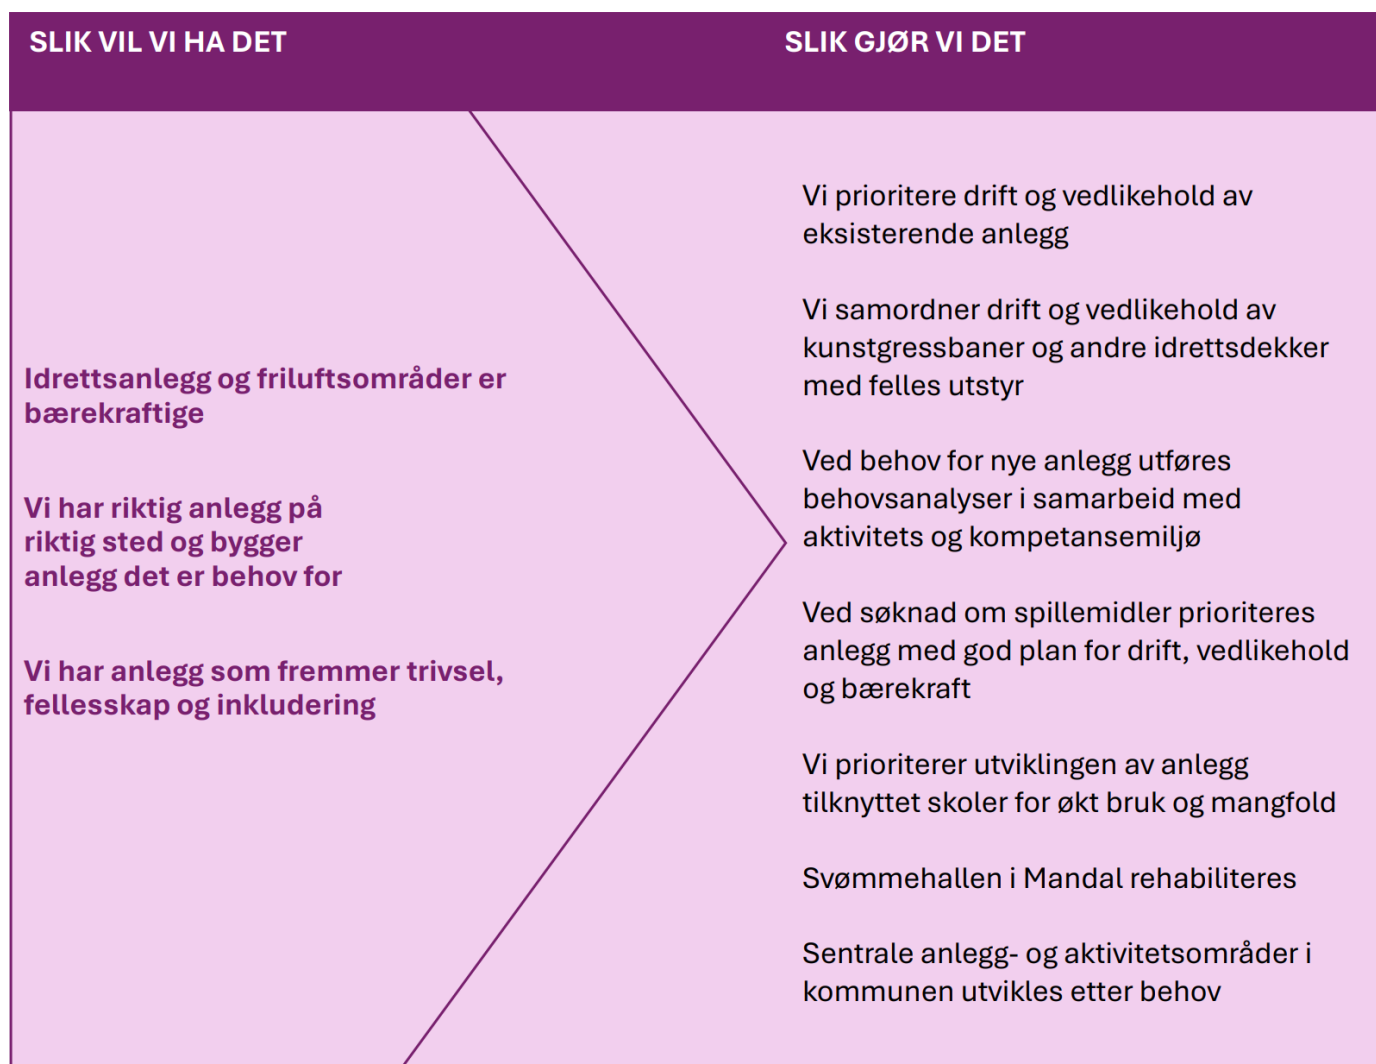 SLIK VIL VI HA DET
SLIK GJØR VI DET
Idrettsanlegg og friluftsområder er
bærekraftige
Vi har riktig anlegg på
riktig sted og bygger
anlegg det er behov for
Vi har anlegg som fremmer trivsel,
fellesskap og inkludering
Vi prioritere drift og vedlikehold av
eksisterende anlegg
Vi samordner drift og vedlikehold av
kunstgressbaner og andre idrettsdekker
med felles utstyr
Ved behov for nye anlegg utføres
behovsanalyser i samarbeid med
aktivitets og kompetansemiljø
Ved søknad om spillemidler prioriteres
anlegg med god plan for drift, vedlikehold
og bærekraft
Vi prioriterer utviklingen av anlegg
tilknyttet skoler for økt bruk og mangfold
Svømmehallen i Mandal rehabiliteres
Sentrale anlegg- og aktivitetsområder i
kommunen utvikles etter behov